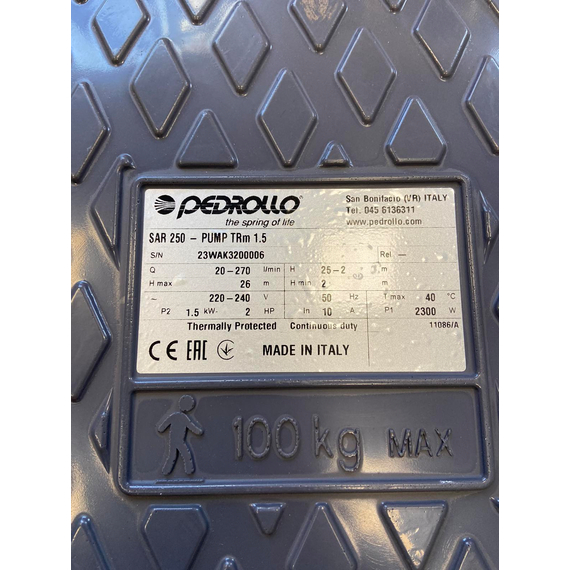 PEDROLLO
the spring of life
San Bonifacio (VR) ITALY
Tel. 045 6136311
www.pedrollo.com
SAR 250 - PUMP TRm 1.5
S/N 23WAK3200006 Rel. —
Q 20-270 l/min H 25-2 m
H max 26 m H min 2 m
~ 220-240 V 50 Hz T max 40 °C
P2 1.5 kW- 2 HP In 10 A P1 2300 W
Thermally Protected Continuous duty 11086/A
CE EAC MADE IN ITALY
100 kg MAX